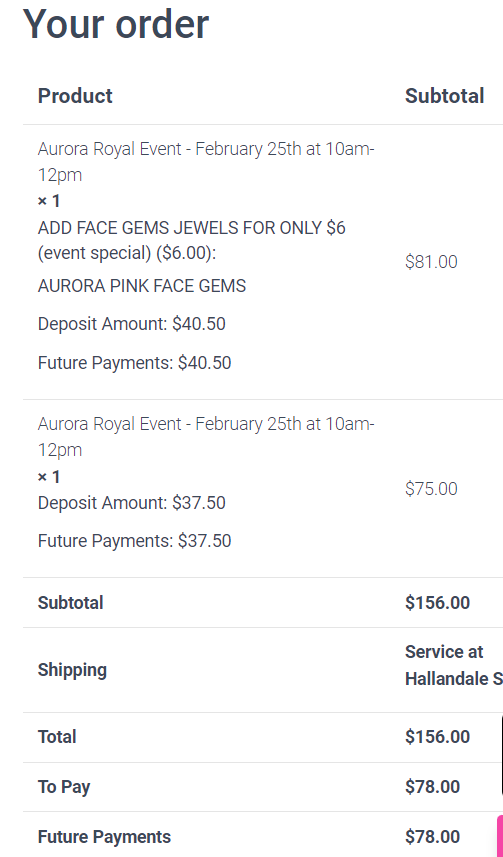 Your order
Product Subtotal
Aurora Royal Event - February 25th at 10am-
12pm
× 1
ADD FACE GEMS JEWELS FOR ONLY $6
(event special) ($6.00):
$81.00
AURORA PINK FACE GEMS
Deposit Amount: $40.50
Future Payments: $40.50
Aurora Royal Event - February 25th at 10am-
12pm
× 1
$75.00
Deposit Amount: $37.50
Future Payments: $37.50
Subtotal $156.00
Shipping
Service at
Hallandale S
Total $156.00
To Pay $78.00
Future Payments $78.00